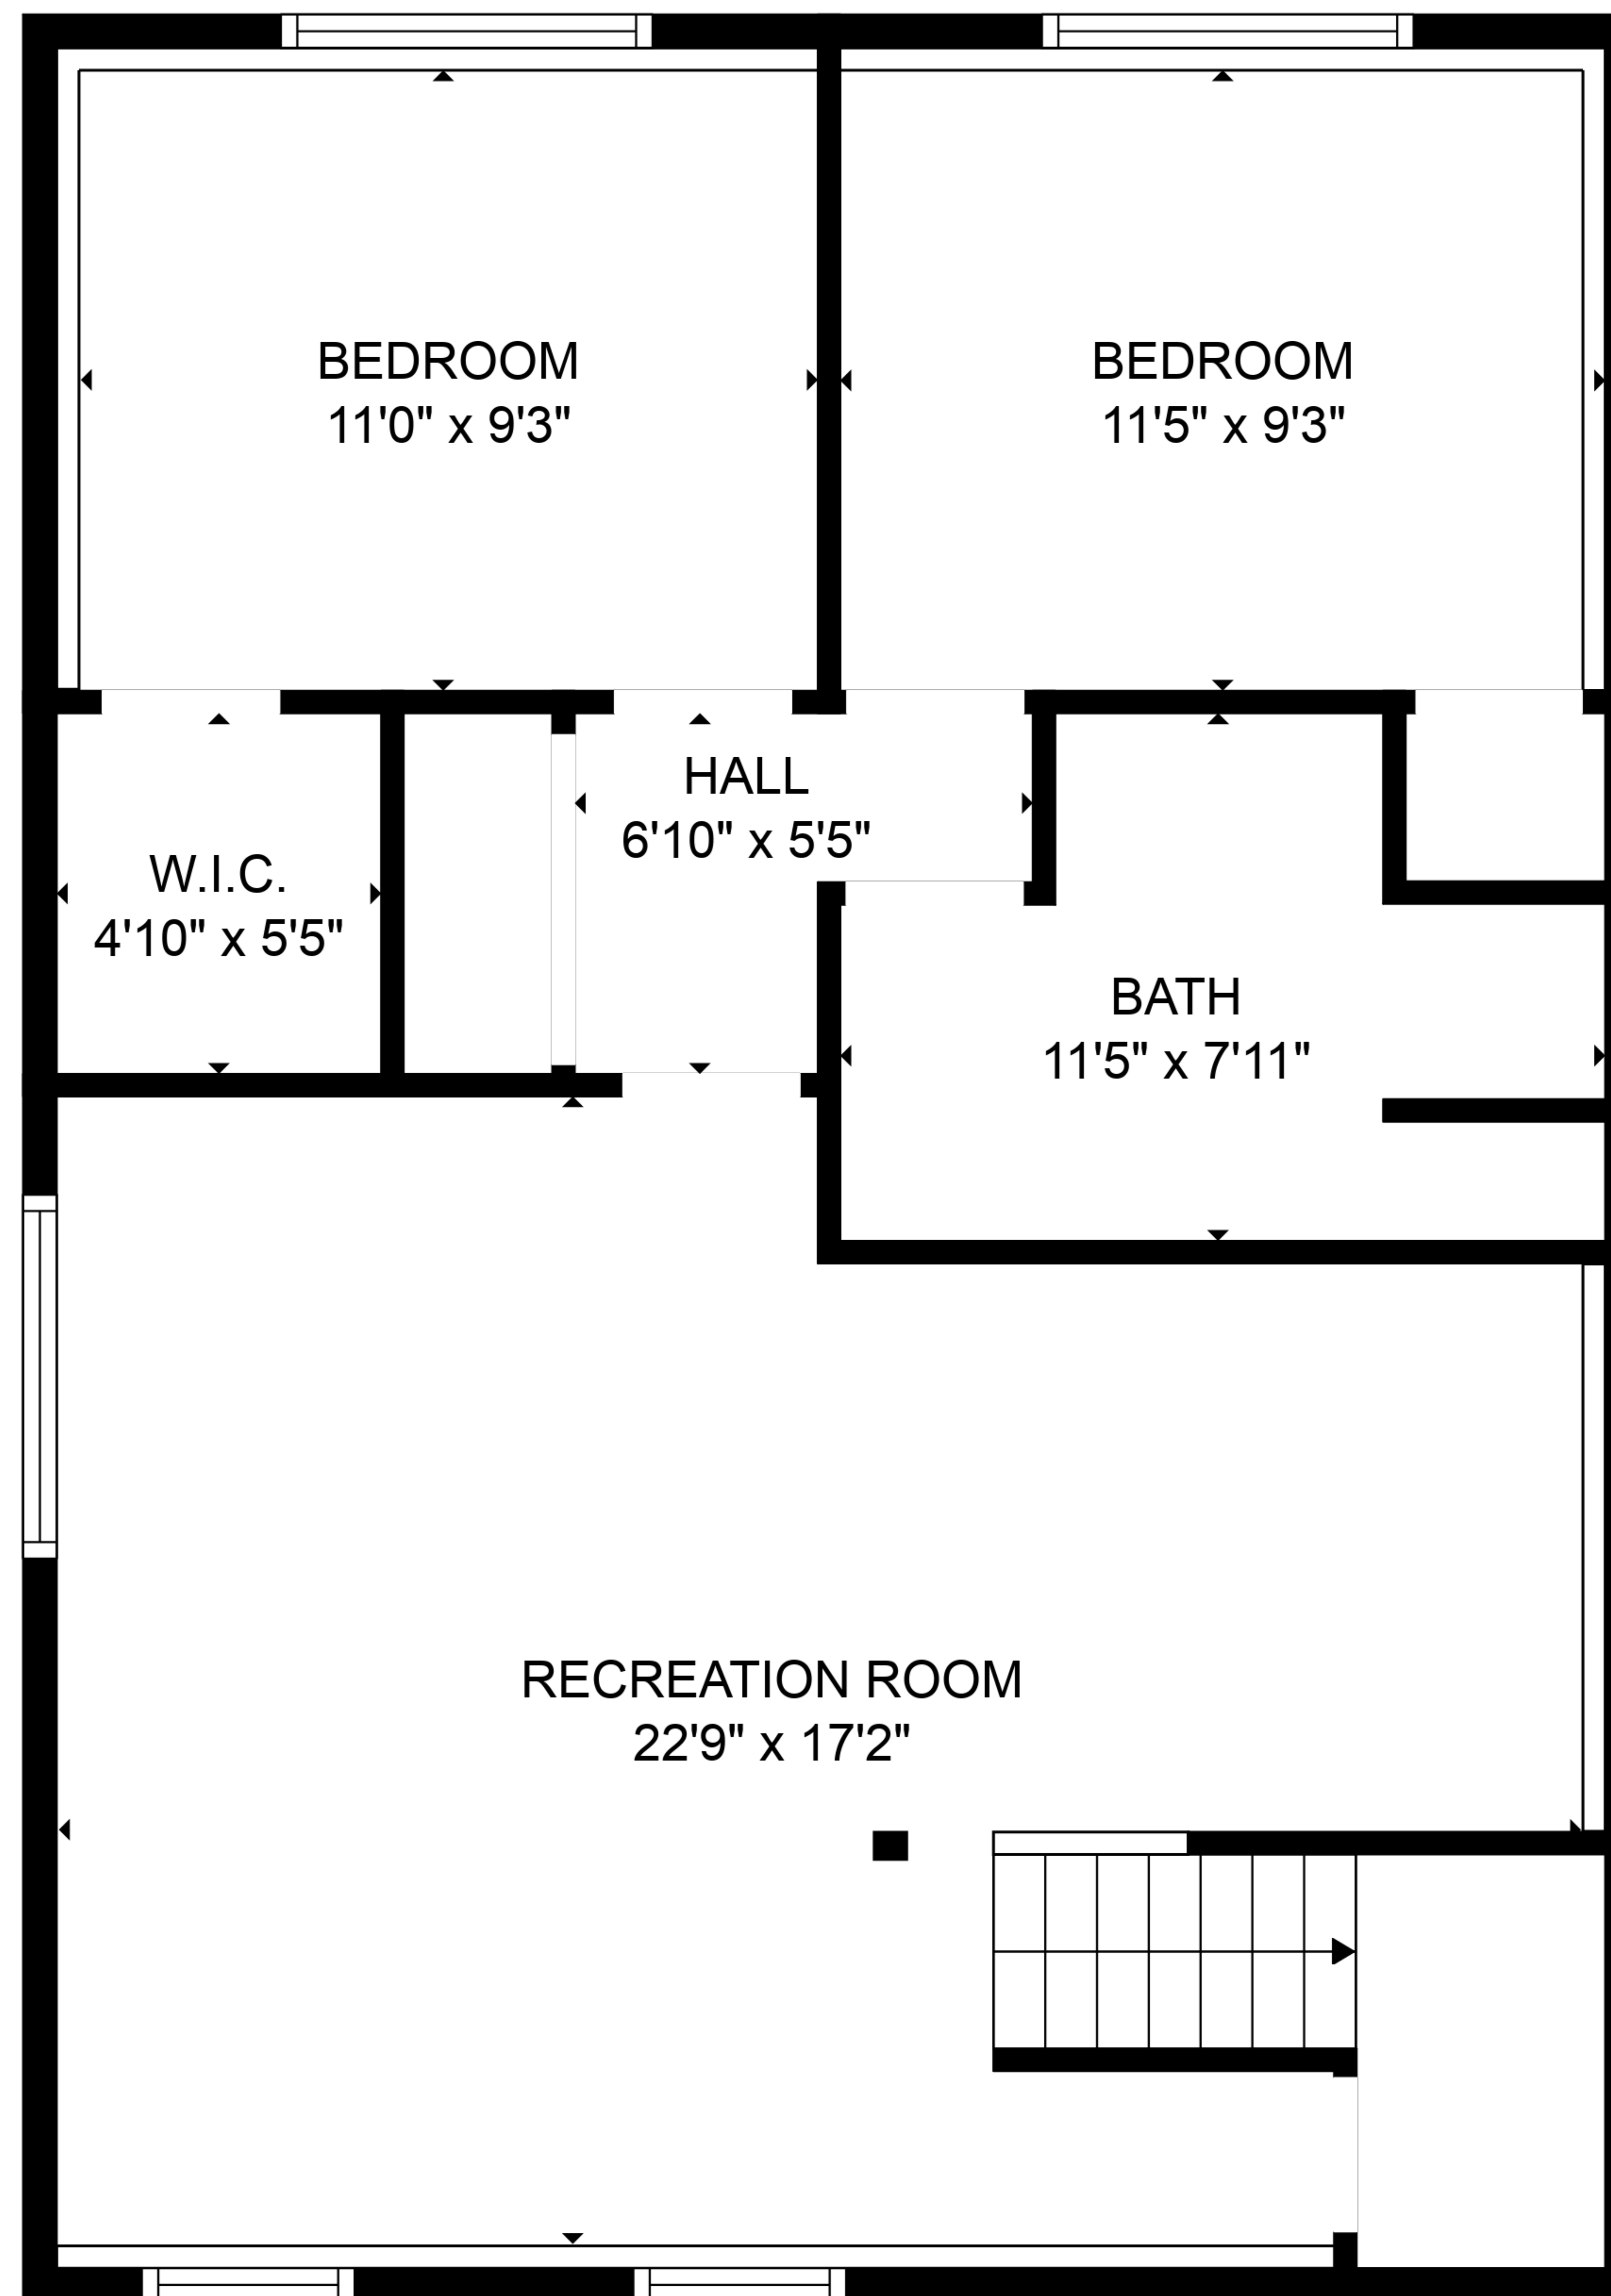 BEDROOM
11'0" x 9'3"
BEDROOM
11'5" x 9'3"
HALL
6'10" x 5'5"
W.I.C.
4'10" x 5'5"
BATH
11'5" x 7'11"
RECREATION ROOM
22'9" x 17'2"